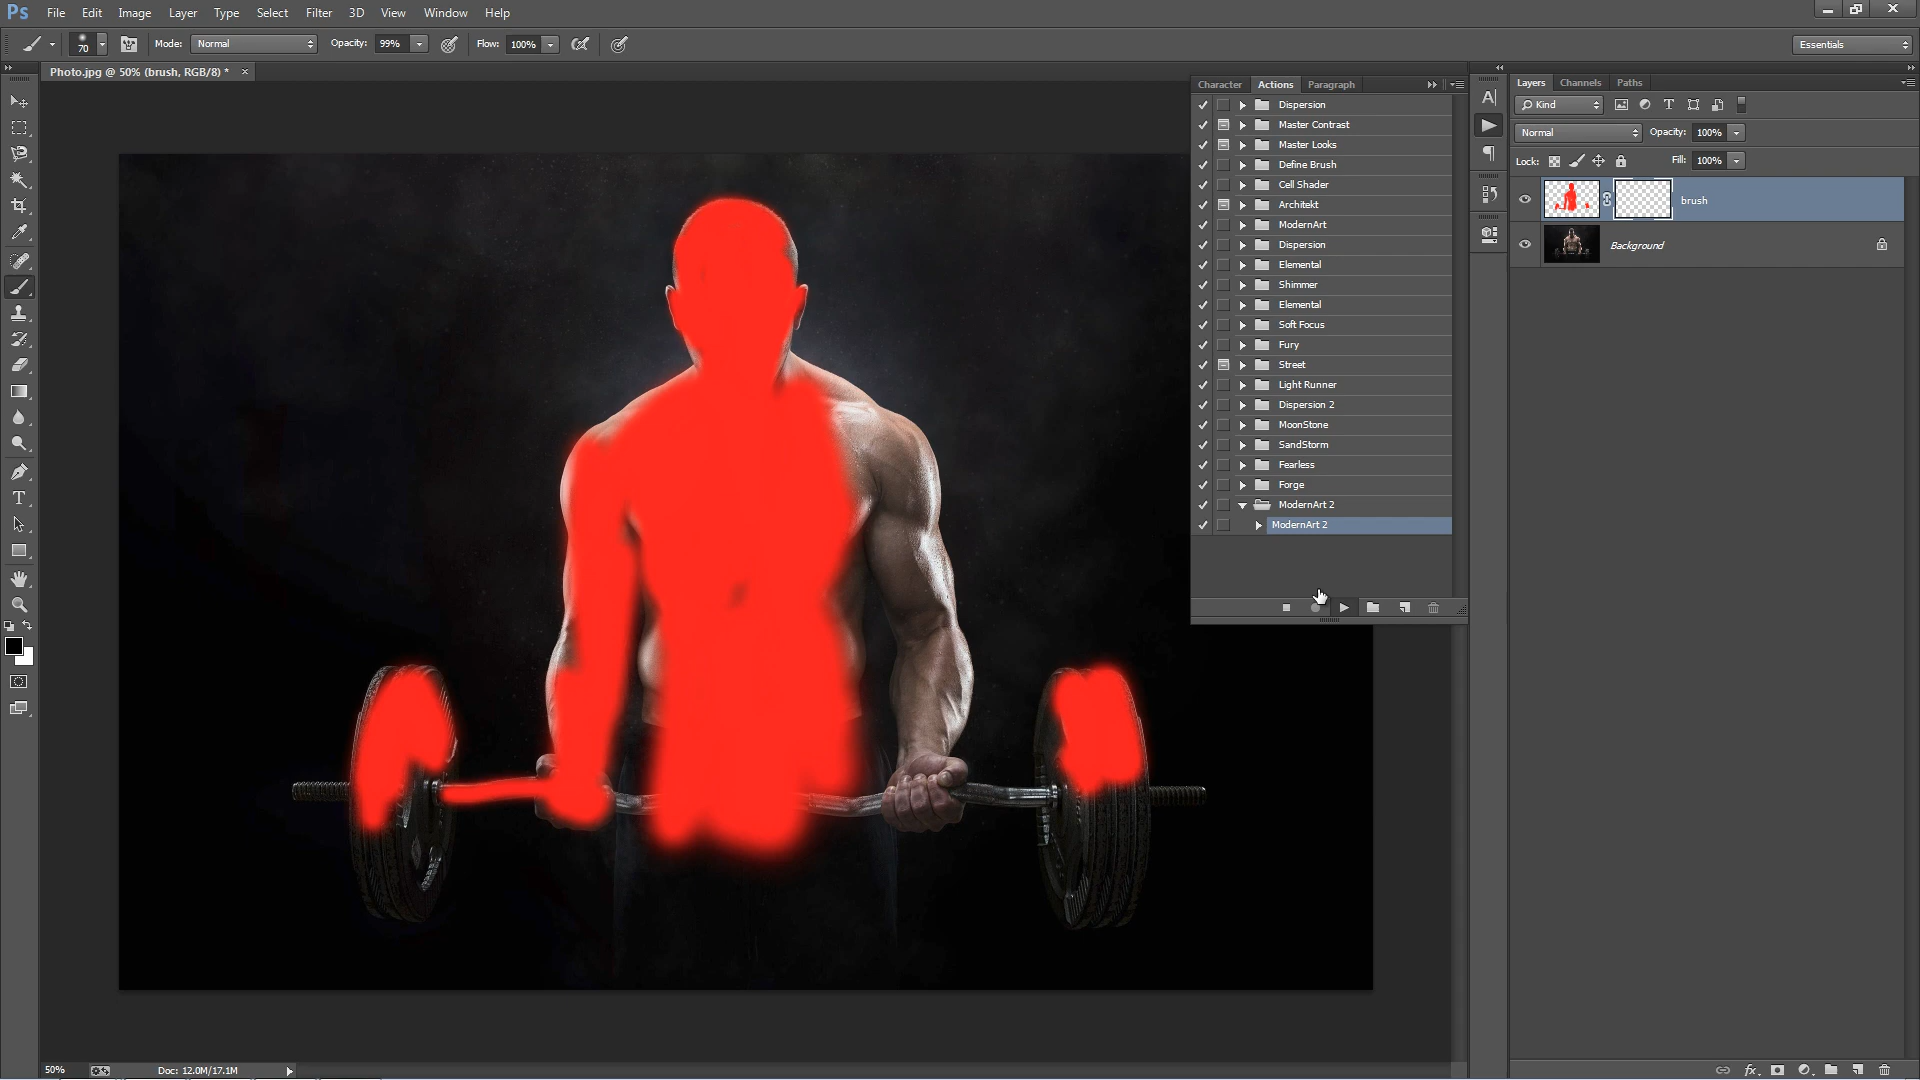 Ps File Edit Image Layer Type Select Filter 3D View Window Help
70 Mode: Normal Opacity: 99% Flow: 100% Essentials
Photo.jpg @ 50% (brush, RGB/8) * ×
Character Actions Paragraph
Dispersion
Master Contrast
Master Looks
Define Brush
Cell Shader
Architekt
ModernArt
Dispersion
Elemental
Shimmer
Elemental
Soft Focus
Fury
Street
Light Runner
Dispersion 2
MoonStone
SandStorm
Fearless
Forge
ModernArt 2
ModernArt 2
Layers Channels Paths
Kind
Normal Opacity: 100%
Lock: Fill: 100%
brush
Background
50% Doc: 12.0M/17.1M
fx